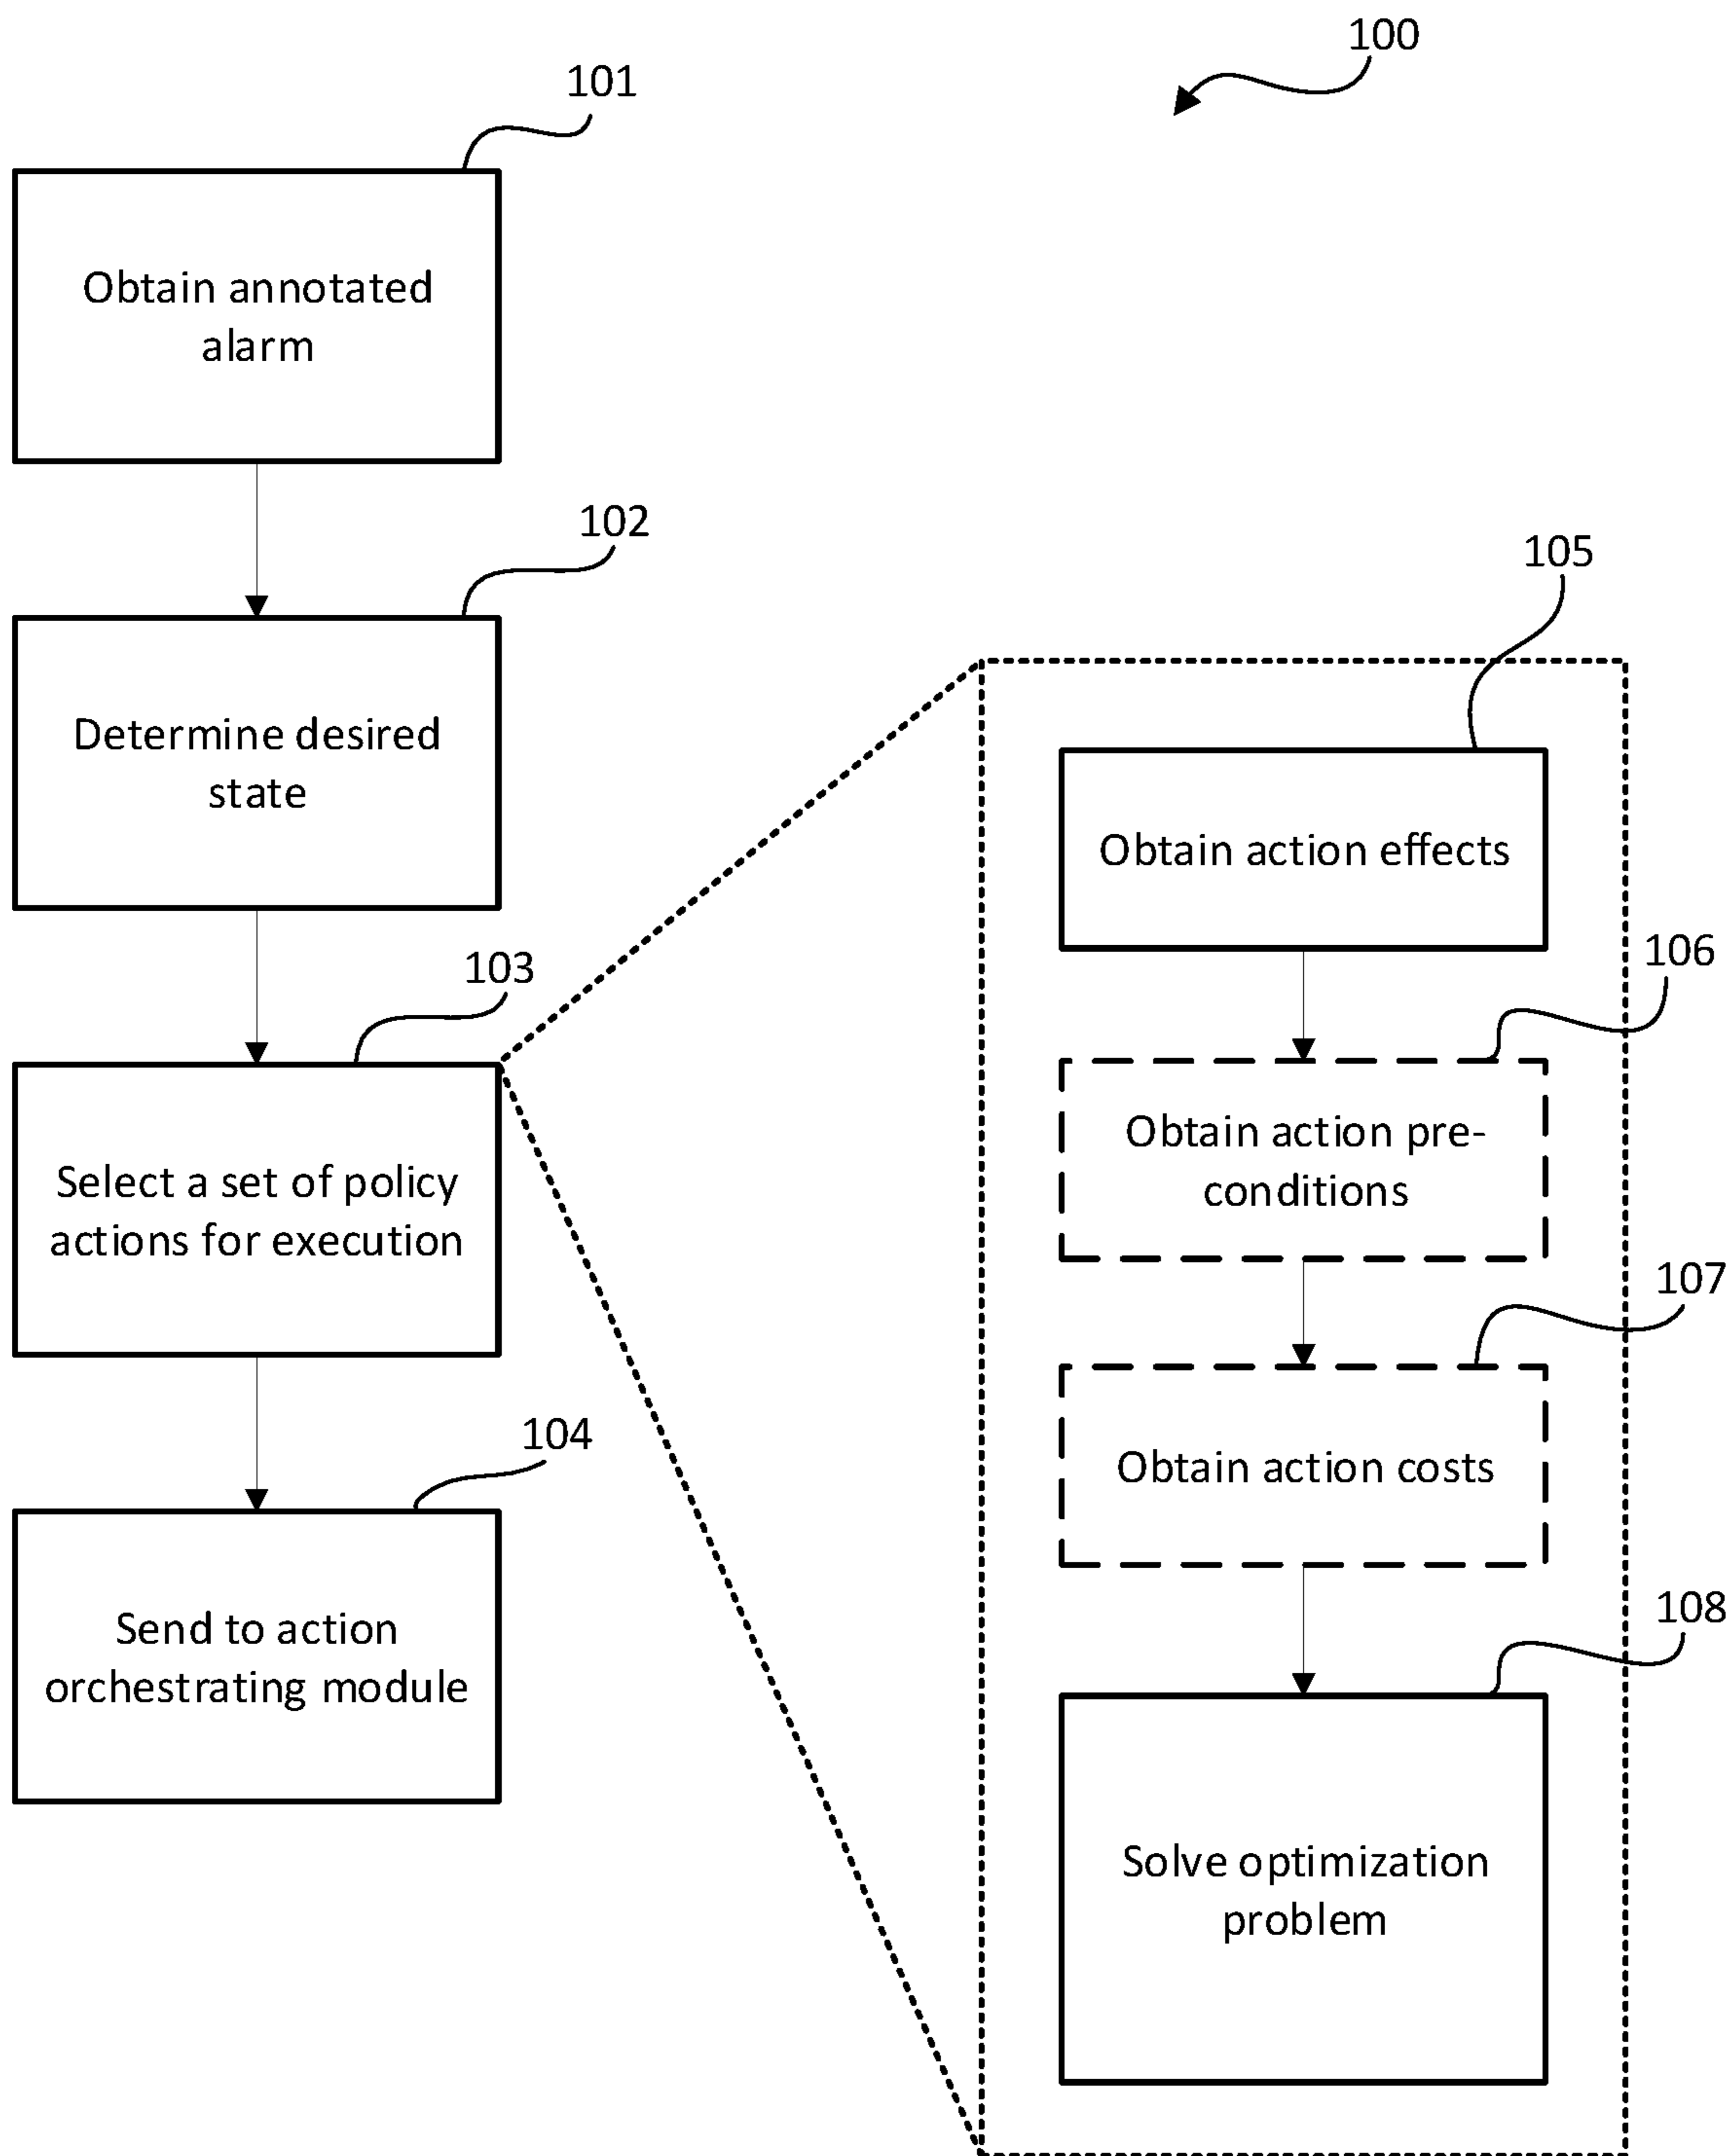 100
101
Obtain annotated
alarm
102
Determine desired
state
103
Select a set of policy
actions for execution
104
Send to action
orchestrating module
105
Obtain action effects
106
Obtain action pre-
conditions
107
Obtain action costs
108
Solve optimization
problem